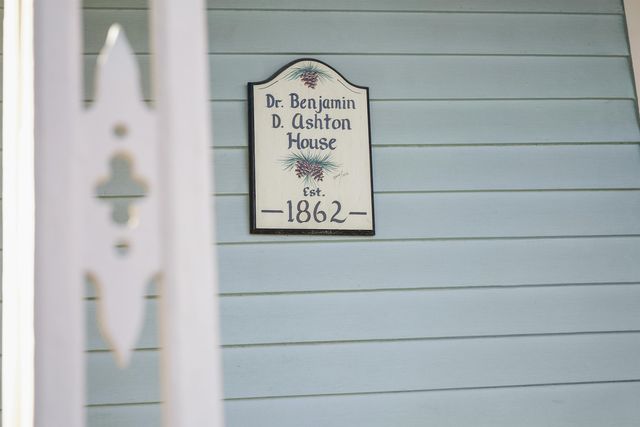 Dr. Benjamin
D. Ashton
House
Est.
-1862-